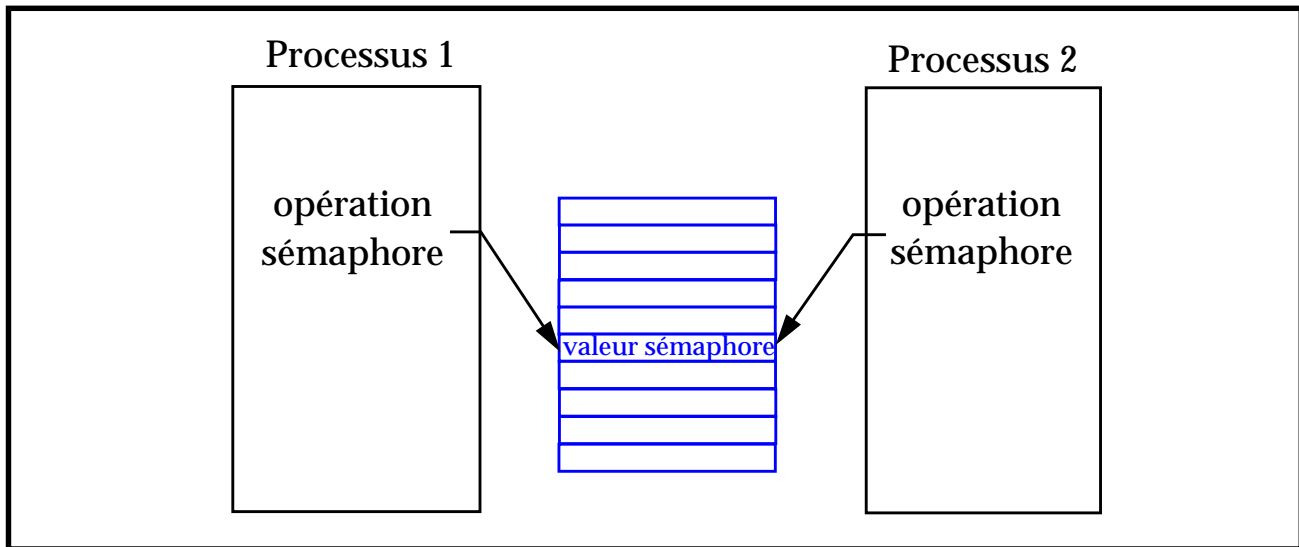 Processus 1
Processus 2
opération
sémaphore
opération
sémaphore
valeur sémaphore